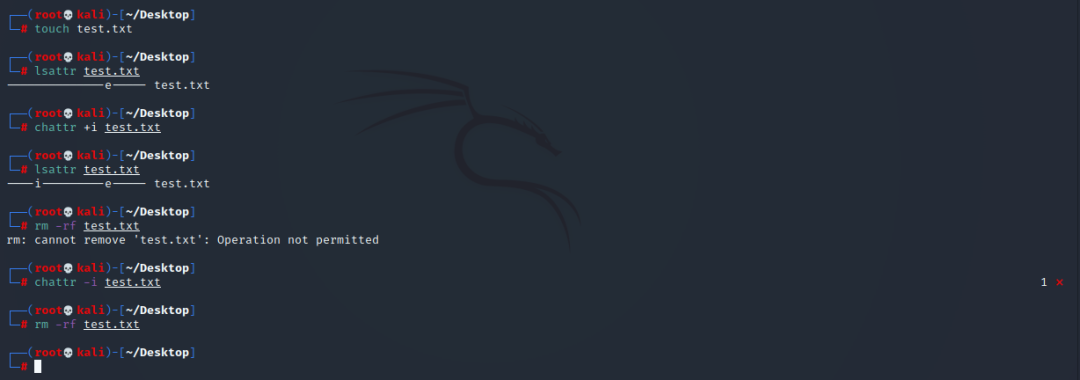 ┌──(root💀kali)-[~/Desktop]
└─# touch test.txt
┌──(root💀kali)-[~/Desktop]
└─# lsattr test.txt
--------------e----- test.txt
┌──(root💀kali)-[~/Desktop]
└─# chattr +i test.txt
┌──(root💀kali)-[~/Desktop]
└─# lsattr test.txt
----i---------e----- test.txt
┌──(root💀kali)-[~/Desktop]
└─# rm -rf test.txt
rm: cannot remove 'test.txt': Operation not permitted
┌──(root💀kali)-[~/Desktop]
└─# chattr -i test.txt 1 ⨯
┌──(root💀kali)-[~/Desktop]
└─# rm -rf test.txt
┌──(root💀kali)-[~/Desktop]
└─#